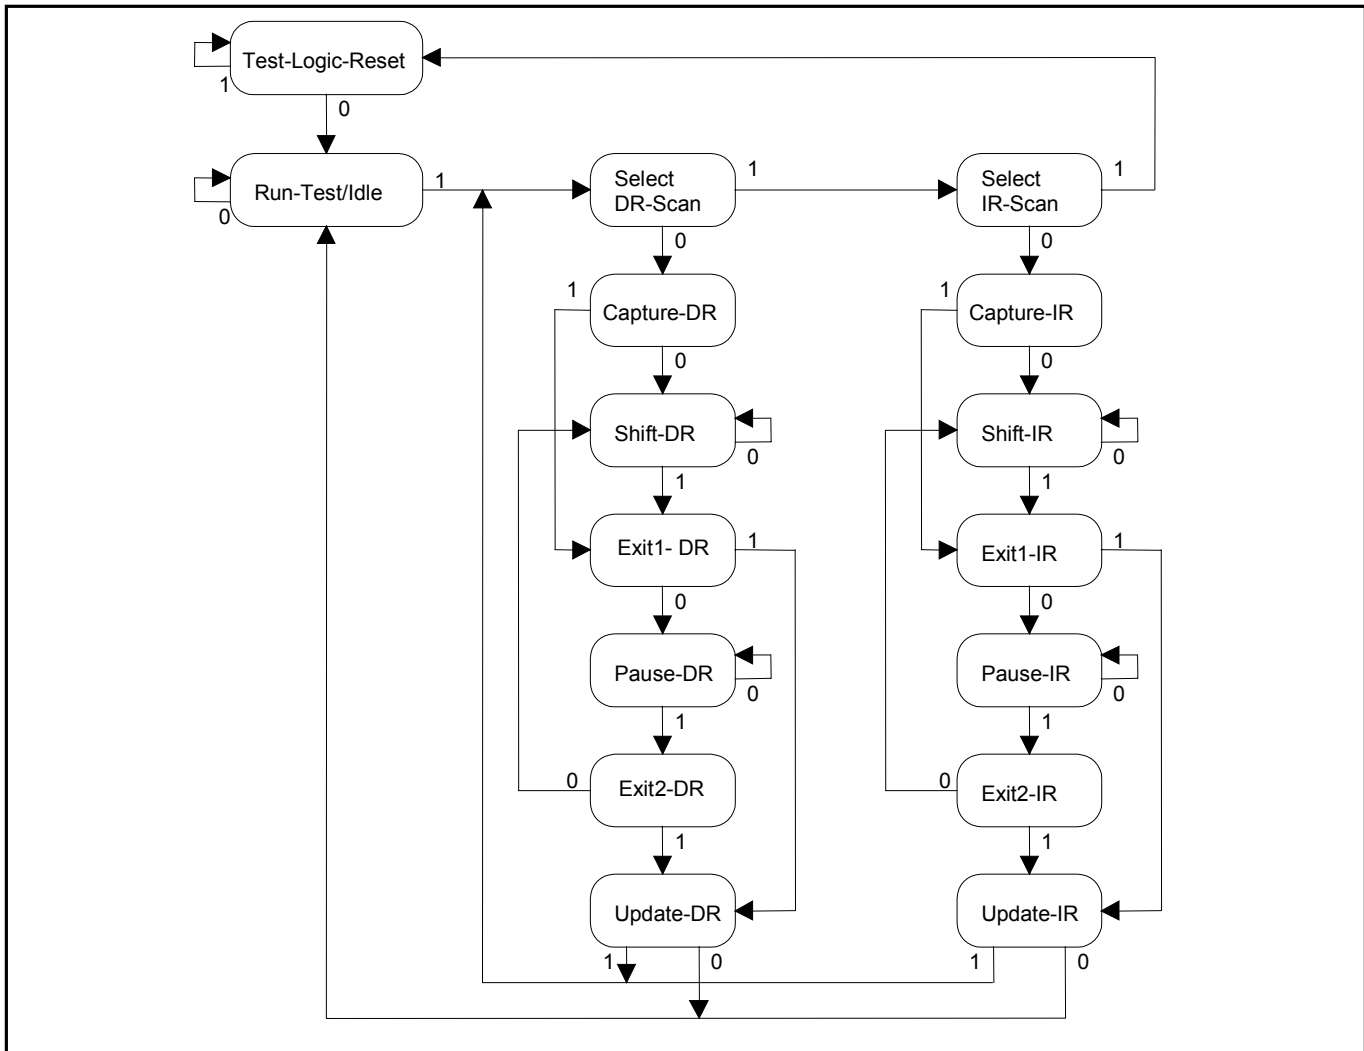 Test-Logic-Reset
1
0
Run-Test/Idle
0
1
Select
DR-Scan
1
Select
IR-Scan
1
0
0
1
Capture-DR
1
Capture-IR
0
0
Shift-DR
0
Shift-IR
0
1
1
Exit1- DR
1
Exit1-IR
1
0
0
Pause-DR
0
Pause-IR
0
1
1
0
Exit2-DR
0
Exit2-IR
1
1
Update-DR
Update-IR
1
0
1
0